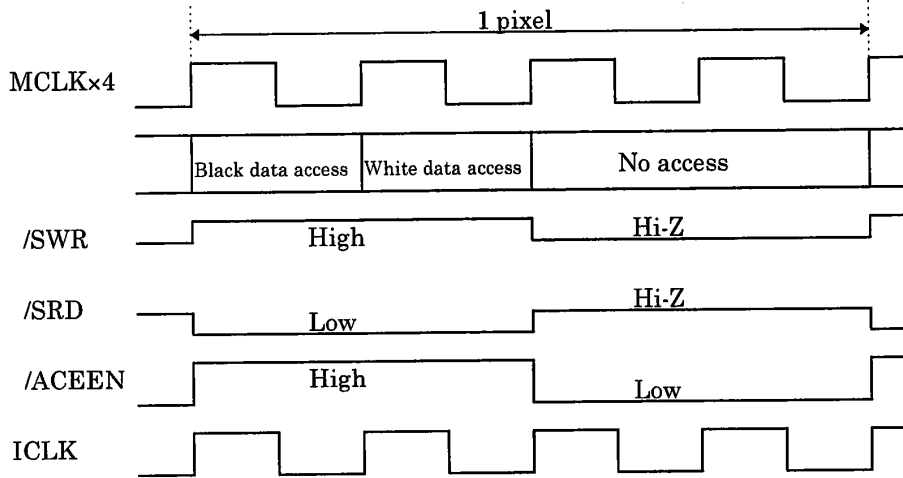 1 pixel
MCLK×4
Black data access White data access No access
/SWR High Hi-Z
/SRD Low Hi-Z
/ACEEN High Low
ICLK